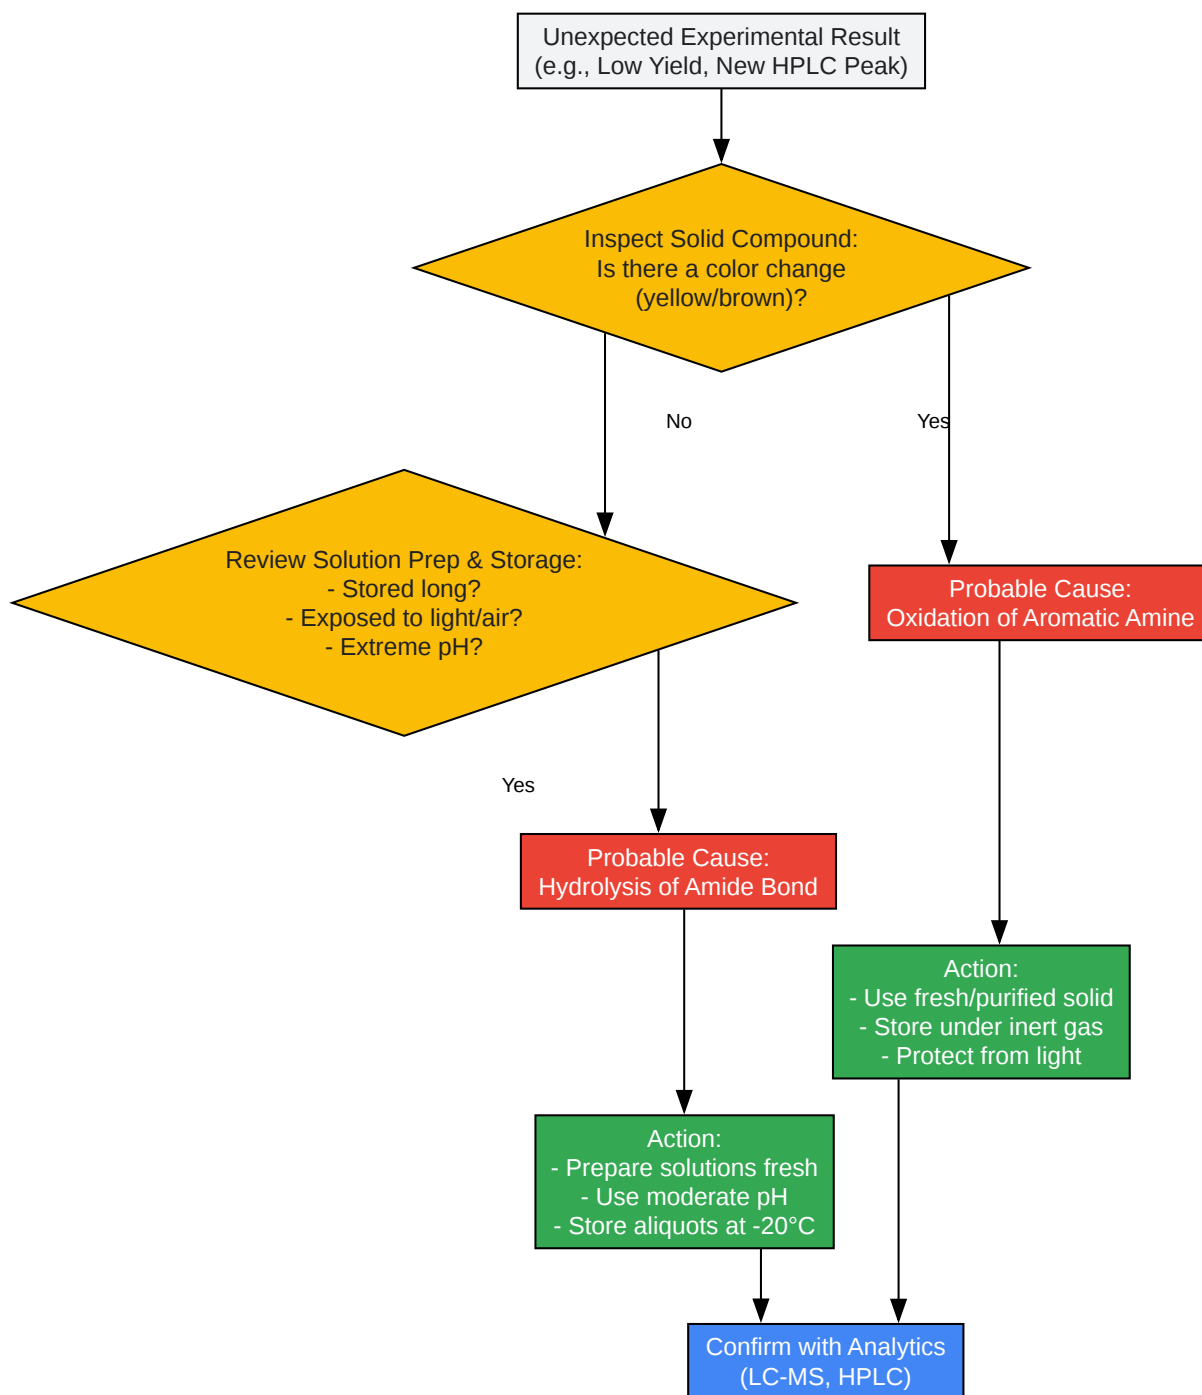 Unexpected Experimental Result
(e.g., Low Yield, New HPLC Peak)
Inspect Solid Compound:
Is there a color change
(yellow/brown)?
No
Yes
Review Solution Prep & Storage:
- Stored long?
- Exposed to light/air?
- Extreme pH?
Probable Cause:
Oxidation of Aromatic Amine
Yes
Probable Cause:
Hydrolysis of Amide Bond
Action:
- Use fresh/purified solid
- Store under inert gas
- Protect from light
Action:
- Prepare solutions fresh
- Use moderate pH
- Store aliquots at -20°C
Confirm with Analytics
(LC-MS, HPLC)